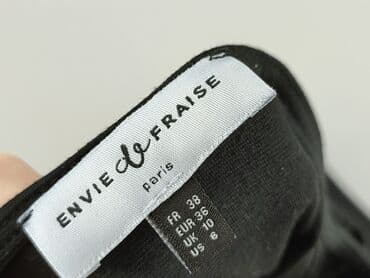 ENVIE de FRAISE
Paris
FR 38
EUR 36
UK 10
US 6